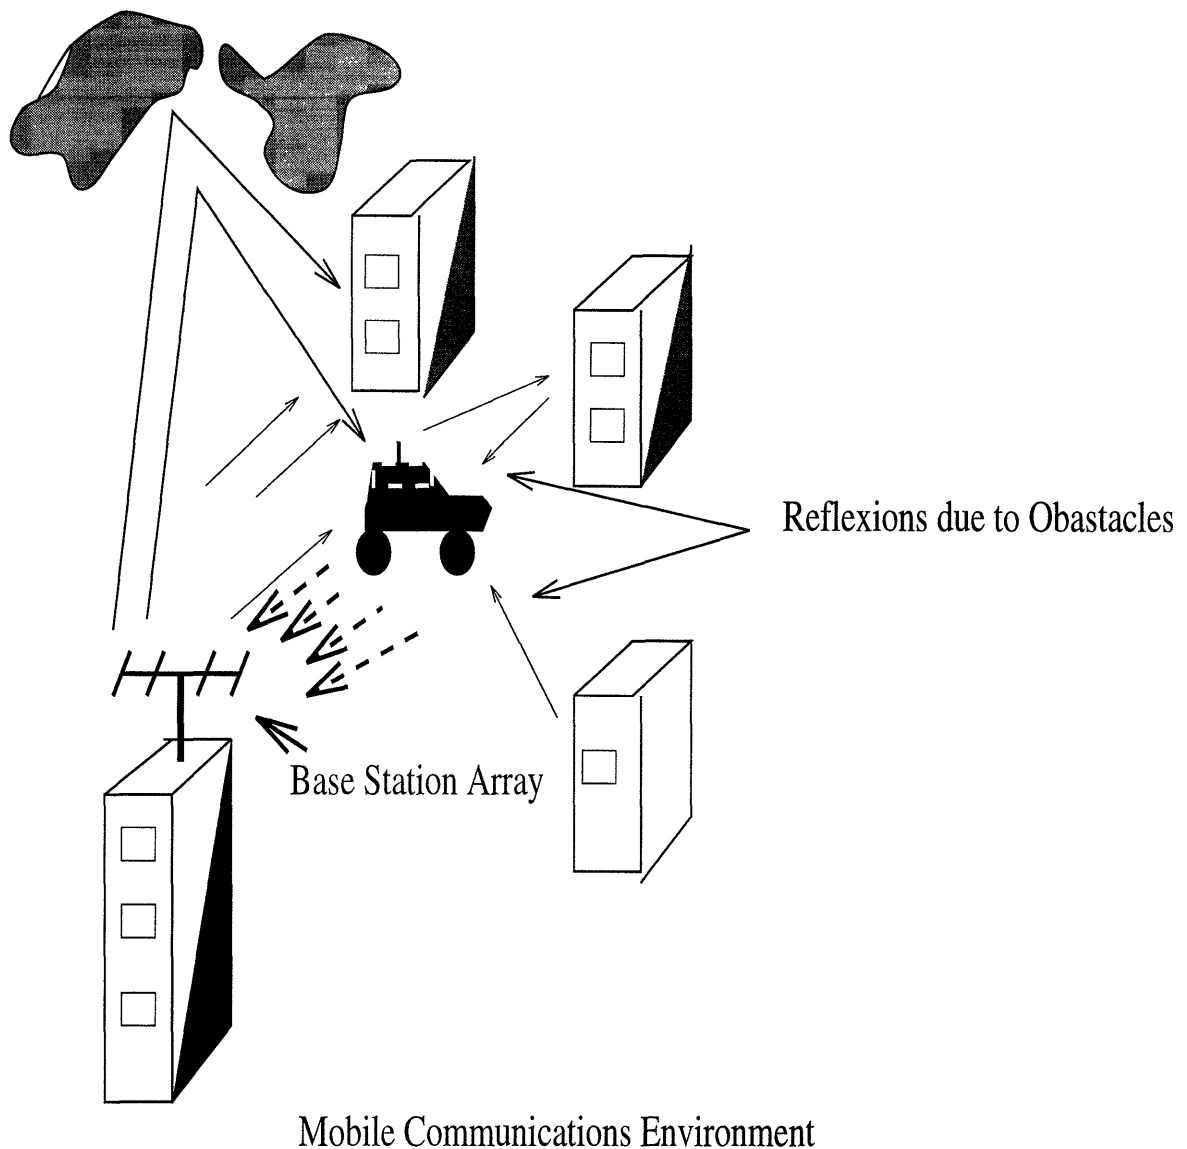 Reflexions due to Obastacles
Base Station Array
Mobile Communications Environment